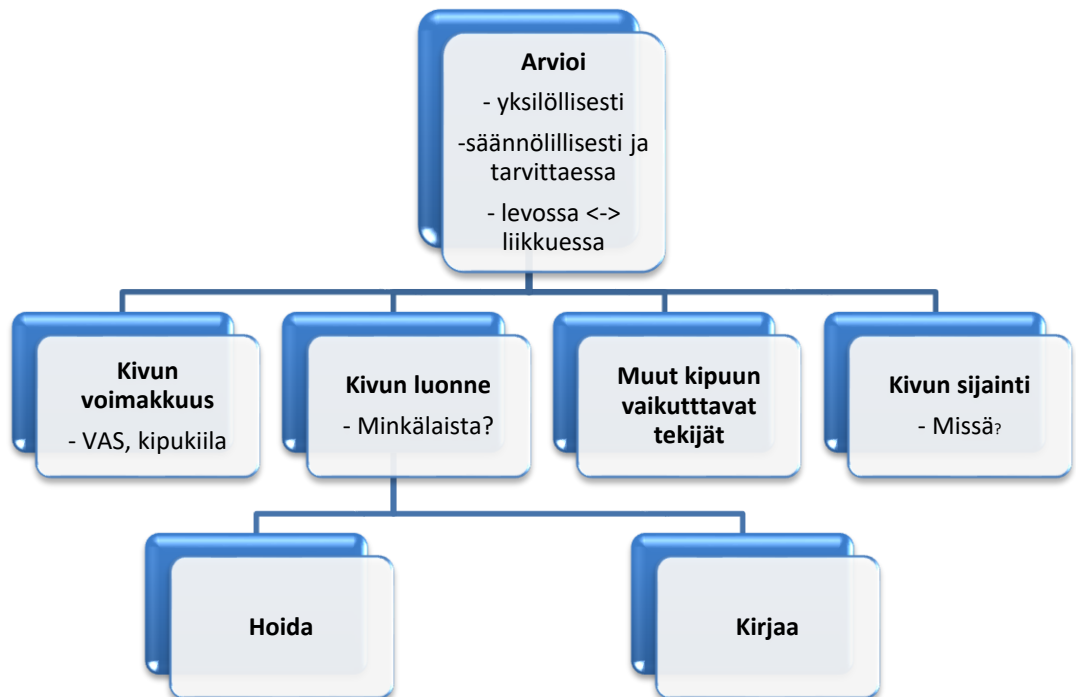 Arvioi
- yksilöllisesti
-säännölillisesti ja
tarvittaessa
- levossa <->
liikkuessa
Kivun
voimakkuus
- VAS, kipukiila
Kivun luonne
- Minkälaista?
Muut kipuun
vaikutttavat
tekijät
Kivun sijainti
- Missä?
Hoida
Kirjaa